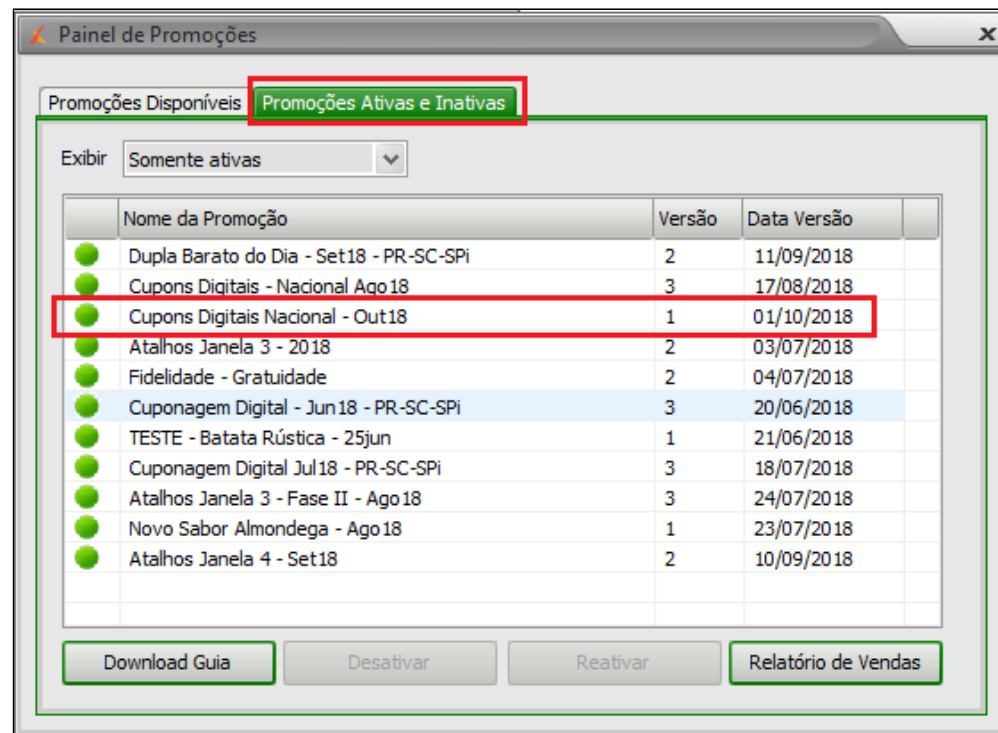 Painel de Promoções x
Promoções Disponíveis Promoções Ativas e Inativas
Exibir Somente ativas
Nome da Promoção Versão Data Versão
Dupla Barato do Dia - Set18 - PR-SC-SPi 2 11/09/2018
Cupons Digitais - Nacional Ago18 3 17/08/2018
Cupons Digitais Nacional - Out18 1 01/10/2018
Atalhos Janela 3 - 2018 2 03/07/2018
Fidelidade - Gratuidade 2 04/07/2018
Cuponagem Digital - Jun18 - PR-SC-SPi 3 20/06/2018
TESTE - Batata Rústica - 25jun 1 21/06/2018
Cuponagem Digital Jul18 - PR-SC-SPi 3 18/07/2018
Atalhos Janela 3 - Fase II - Ago18 3 24/07/2018
Novo Sabor Almondega - Ago18 1 23/07/2018
Atalhos Janela 4 - Set18 2 10/09/2018
Download Guia Desativar Reativar Relatório de Vendas